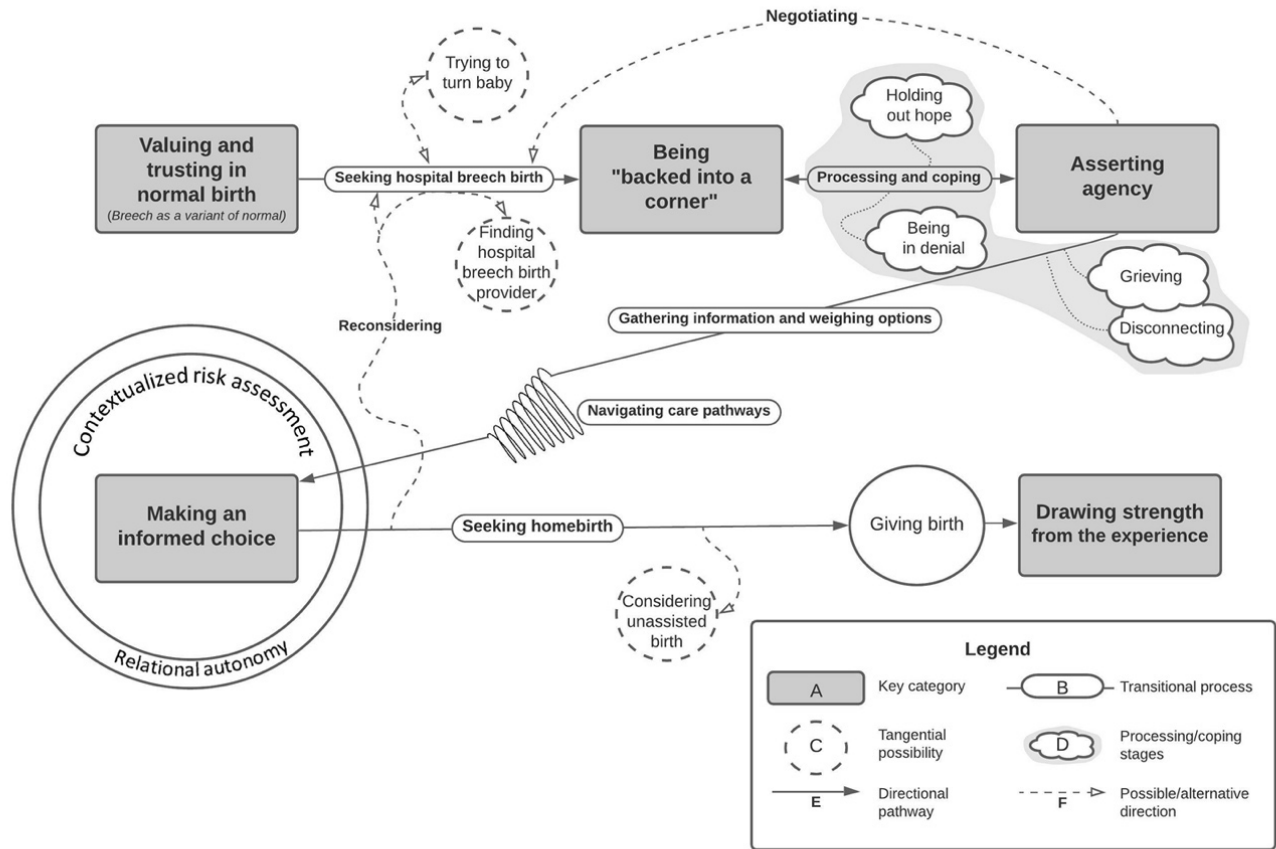 Negotiating
Trying to
turn baby
Holding
out hope
Valuing and
trusting in
normal birth
(Breech as a variant of normal)
Seeking hospital breech birth
Being
"backed into a
corner"
Processing and coping
Asserting
agency
Finding
hospital
breech birth
provider
Being
in denial
Grieving
Disconnecting
Reconsidering
Gathering information and weighing options
Contextualized risk assessment
Navigating care pathways
Making an
informed choice
Seeking homebirth
Giving birth
Drawing strength
from the experience
Considering
unassisted
birth
Relational autonomy
Legend
A
Key category
B
Transitional process
C
Tangential
possibility
D
Processing/coping
stages
E
Directional
pathway
F
Possible/alternative
direction